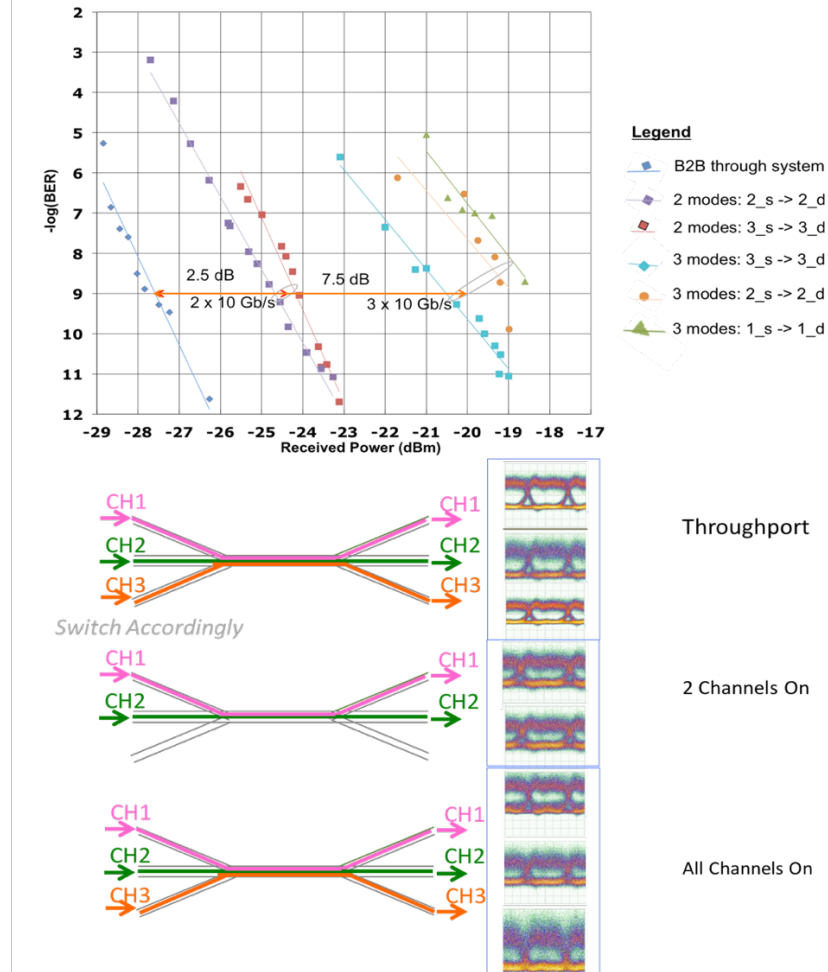 2
3
4
5
6
7
8
9
10
11
12
-log(BER)
2.5 dB
7.5 dB
2 x 10 Gb/s
3 x 10 Gb/s
-29 -28 -27 -26 -25 -24 -23 -22 -21 -20 -19 -18 -17
Received Power (dBm)
Legend
B2B through system
2 modes: 2_s -> 2_d
2 modes: 3_s -> 3_d
3 modes: 3_s -> 3_d
3 modes: 2_s -> 2_d
3 modes: 1_s -> 1_d
CH1 CH1
CH2 CH2
CH3 CH3
Throughport
Switch Accordingly
CH1 CH1
CH2 CH2
2 Channels On
CH1 CH1
CH2 CH2
CH3 CH3
All Channels On